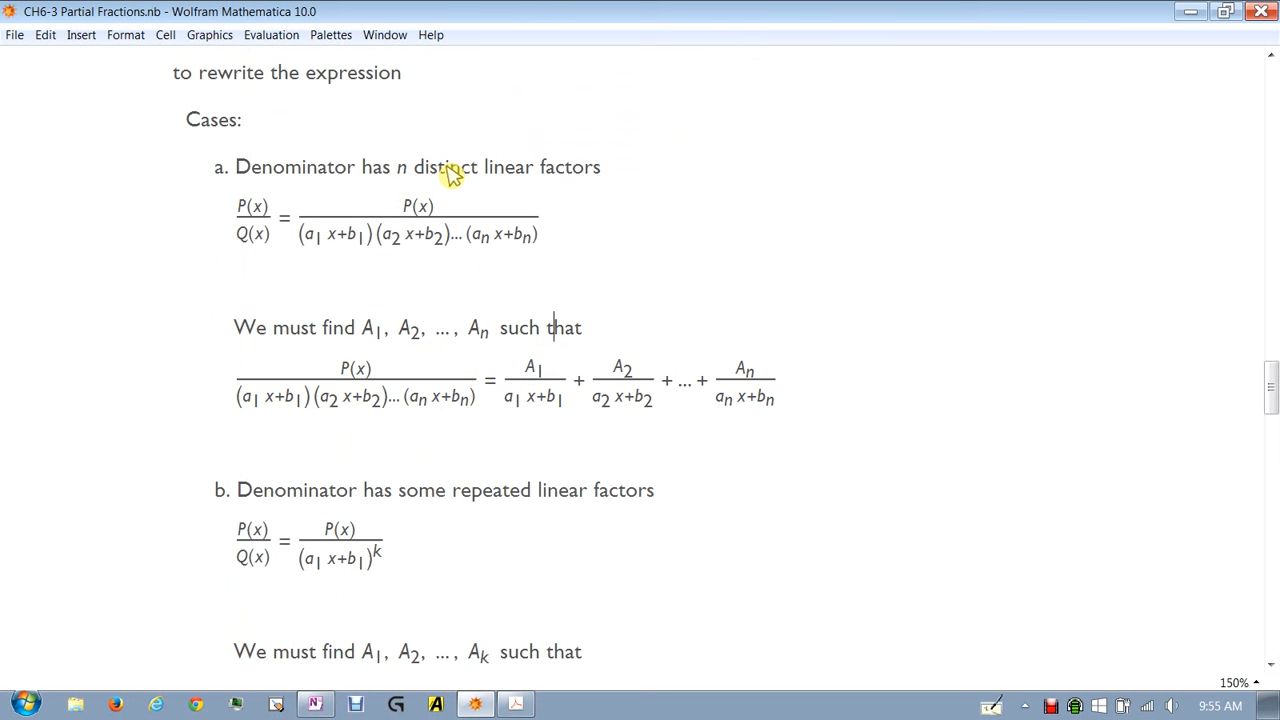 CH6-3 Partial Fractions.nb - Wolfram Mathematica 10.0
File Edit Insert Format Cell Graphics Evaluation Palettes Window Help
to rewrite the expression
Cases:
a. Denominator has n distinct linear factors
P(x)/Q(x) = P(x)/((a₁ x+b₁)(a₂ x+b₂)...(aₙ x+bₙ))
We must find A₁, A₂, ..., Aₙ such that
P(x)/((a₁ x+b₁)(a₂ x+b₂)...(aₙ x+bₙ)) = A₁/(a₁ x+b₁) + A₂/(a₂ x+b₂) + ... + Aₙ/(aₙ x+bₙ)
b. Denominator has some repeated linear factors
P(x)/Q(x) = P(x)/(a₁ x+b₁)ᵏ
We must find A₁, A₂, ..., Aₖ such that
150%
9:55 AM